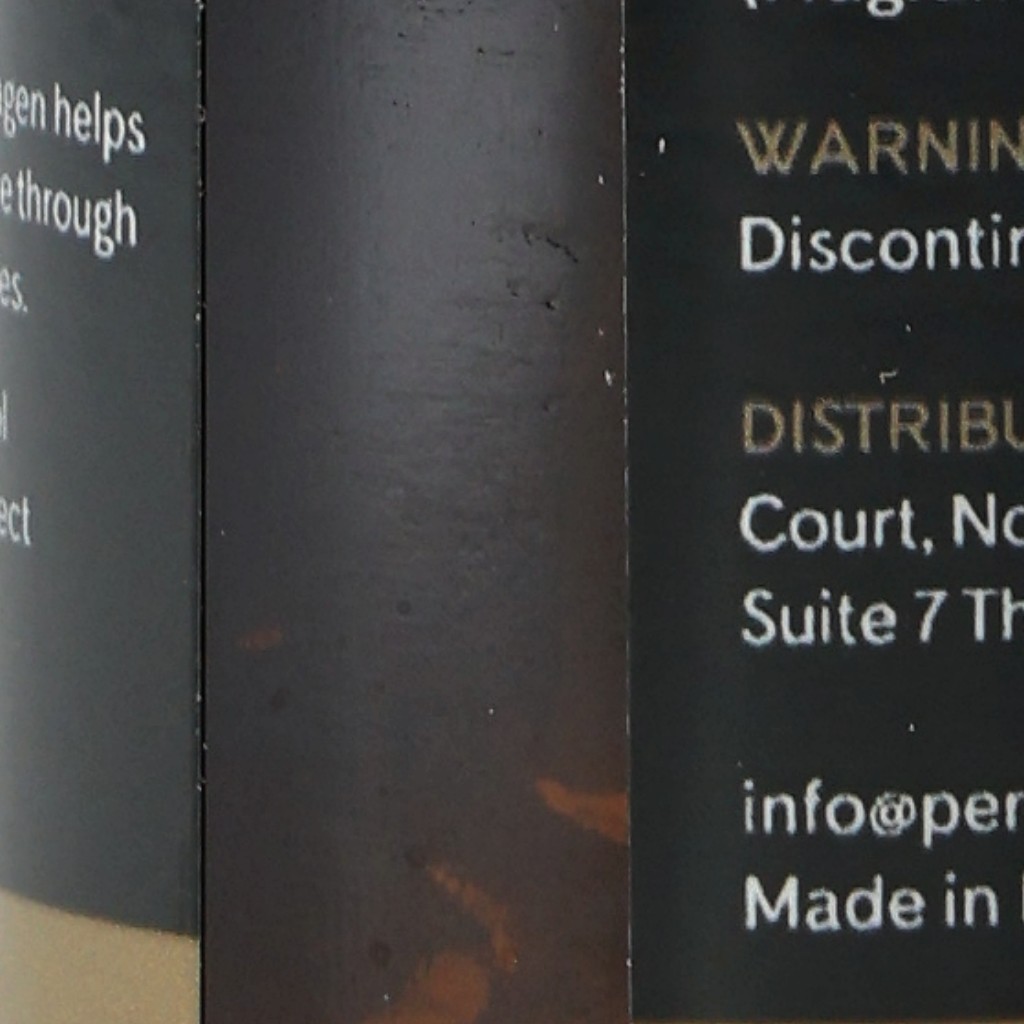 gen helps
e through
es.
ect
WARNIN
Discontin
DISTRIBU
Court, No
Suite 7 Th
info@per
Made in